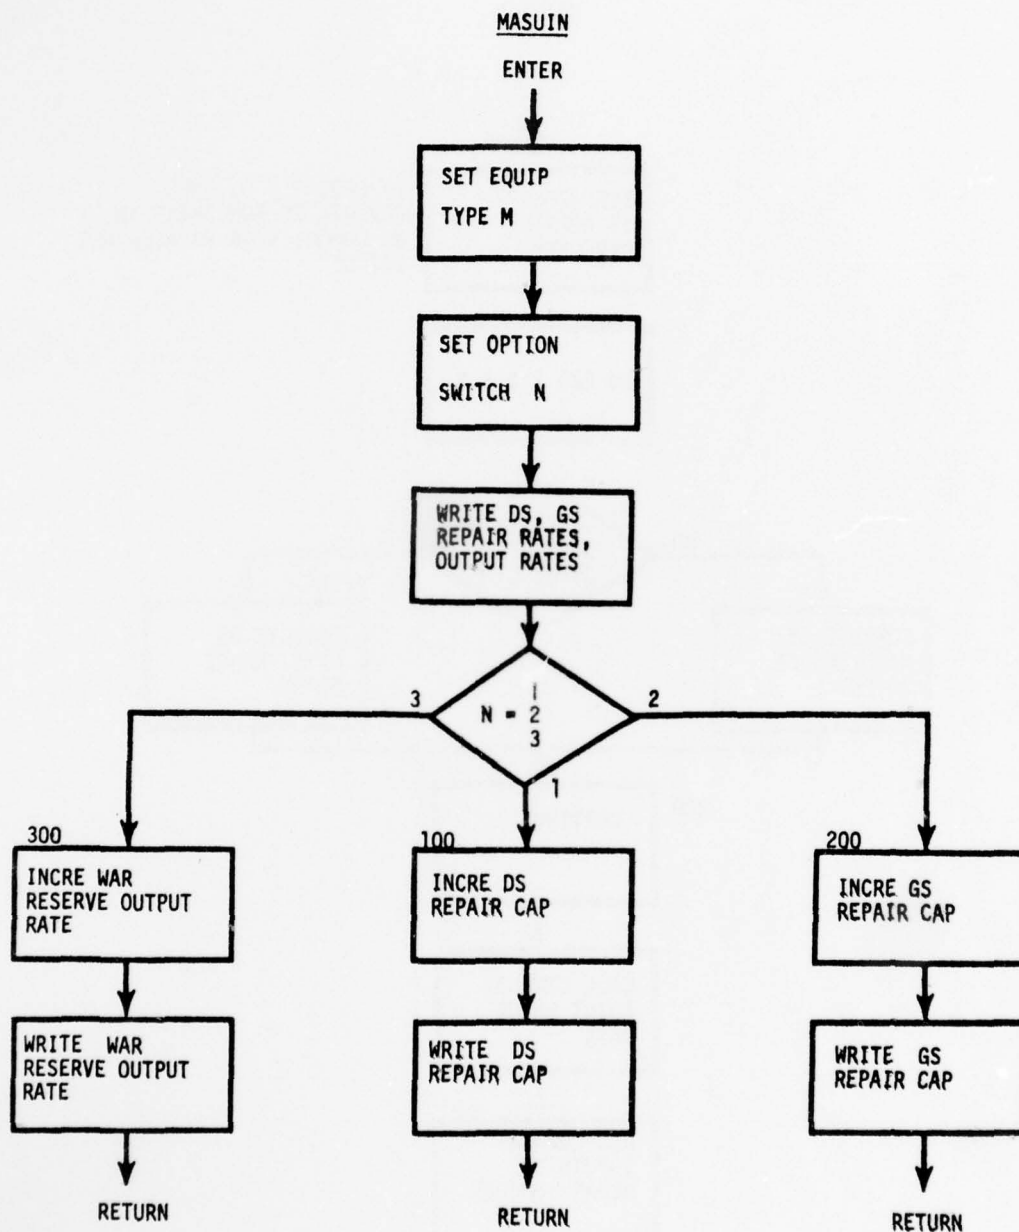 MASUIN
ENTER
SET EQUIP
TYPE M
SET OPTION
SWITCH N
WRITE DS, GS
REPAIR RATES,
OUTPUT RATES
3
1
N = 2
3
2
1
300
INCRE WAR
RESERVE OUTPUT
RATE
WRITE WAR
RESERVE OUTPUT
RATE
RETURN
100
INCRE DS
REPAIR CAP
WRITE DS
REPAIR CAP
RETURN
200
INCRE GS
REPAIR CAP
WRITE GS
REPAIR CAP
RETURN